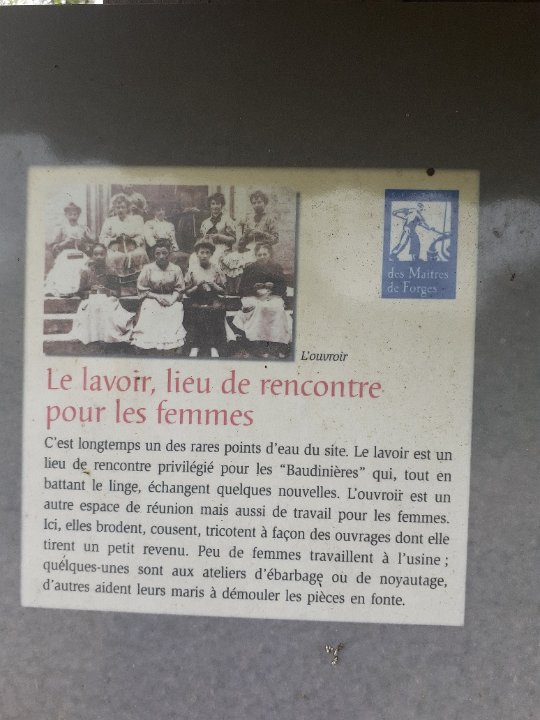 des Maîtres
de Forges
L'ouvroir
Le lavoir, lieu de rencontre
pour les femmes
C'est longtemps un des rares points d'eau du site. Le lavoir est un
lieu de rencontre privilégié pour les "Baudinières" qui, tout en
battant le linge, échangent quelques nouvelles. L'ouvroir est un
autre espace de réunion mais aussi de travail pour les femmes.
Ici, elles brodent, cousent, tricotent à façon des ouvrages dont elle
tirent un petit revenu. Peu de femmes travaillent à l'usine ;
quelques-unes sont aux ateliers d'ébarbage ou de noyautage,
d'autres aident leurs maris à démouler les pièces en fonte.